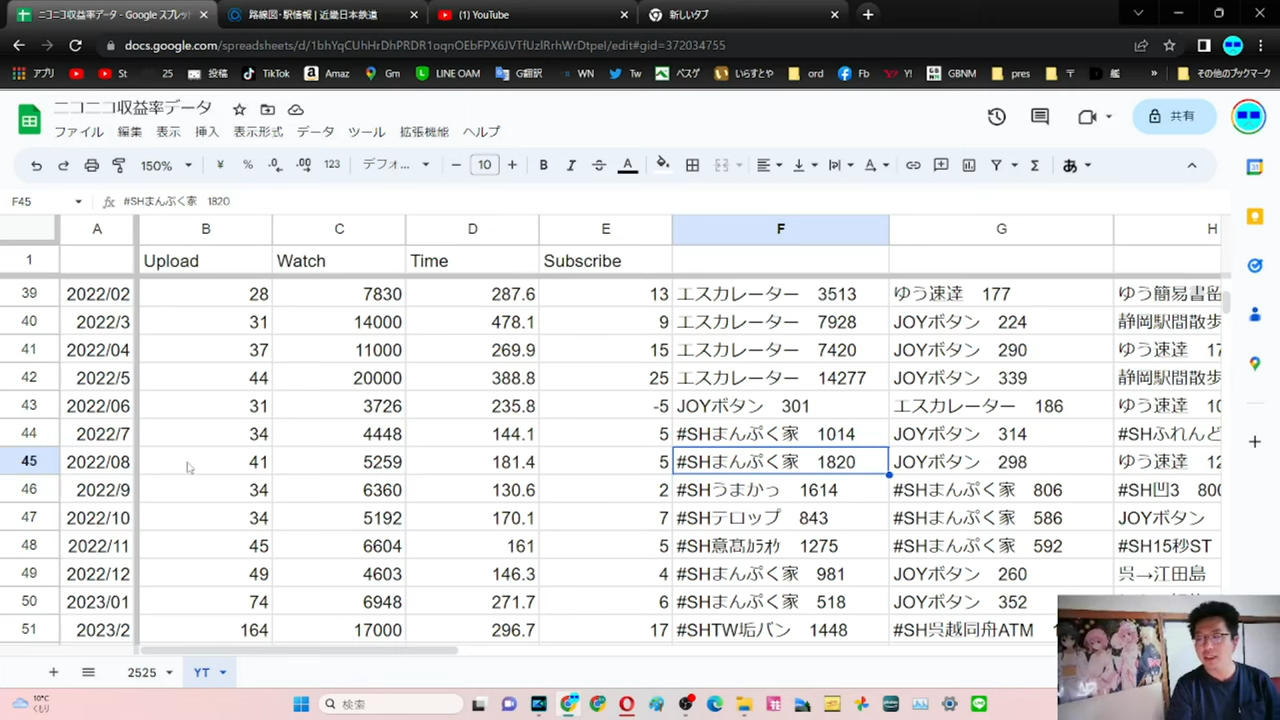 ニコニコ収益率データ - Google スプレッ
路線図・駅情報 | 近畿日本鉄道
(1) YouTube
新しいタブ
docs.google.com/spreadsheets/d/1bhYqCUhHrDhPRDR1oqnOEbFPX6JVTfUzlRrhWrDtpeI/edit#gid=372034755
アプリ
St
25
投稿
TikTok
Amaz
Gm
LINE OAM
G翻訳
WN
Tw
ベスゲ
いらすとや
ord
Fb
Y!
GBNM
pres
〒
艦
»
その他のブックマーク
ニコニコ収益率データ
ファイル 編集 表示 挿入 表示形式 データ ツール 拡張機能 ヘルプ
共有
150% ¥ % .0 .00 123 デフォ... − 10 + B I A Σ あ
F45 fx #SHまんぷく家 1820
A B C D E F G H
1 Upload Watch Time Subscribe
39 2022/02 28 7830 287.6 13 エスカレーター 3513 ゆう速達 177 ゆう簡易書留
40 2022/3 31 14000 478.1 9 エスカレーター 7928 JOYボタン 224 静岡駅間散歩
41 2022/04 37 11000 269.9 15 エスカレーター 7420 JOYボタン 290 ゆう速達 17
42 2022/5 44 20000 388.8 25 エスカレーター 14277 JOYボタン 339 静岡駅間散歩
43 2022/06 31 3726 235.8 -5 JOYボタン 301 エスカレーター 186 ゆう速達 10
44 2022/7 34 4448 144.1 5 #SHまんぷく家 1014 JOYボタン 314 #SHふれんど
45 2022/08 41 5259 181.4 5 #SHまんぷく家 1820 JOYボタン 298 ゆう速達 12
46 2022/9 34 6360 130.6 2 #SHうまかっ 1614 #SHまんぷく家 806 #SH凹3 800
47 2022/10 34 5192 170.1 7 #SHテロップ 843 #SHまんぷく家 586 JOYボタン
48 2022/11 45 6604 161 5 #SH意髙ｶﾗｵｹ 1275 #SHまんぷく家 592 #SH15秒ST
49 2022/12 49 4603 146.3 4 #SHまんぷく家 981 JOYボタン 260 呉→江田島
50 2023/01 74 6948 271.7 6 #SHまんぷく家 518 JOYボタン 352
51 2023/2 164 17000 296.7 17 #SHTW垢バン 1448 #SH呉越同舟ATM
2525 YT
10°C
くもり
検索